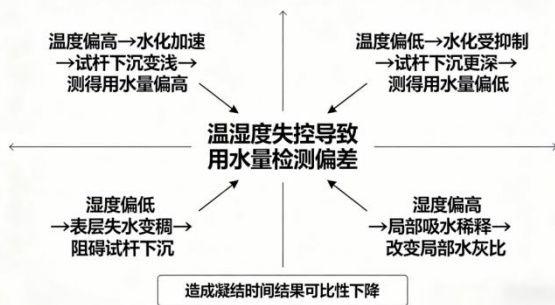 温度偏高→水化加速
→试杆下沉变浅→
测得用水量偏高
温度偏低→水化受抑制
→试杆下沉更深→
测得用水量偏低
温湿度失控导致
用水量检测偏差
湿度偏低
→表层失水变稠→
阻碍试杆下沉
湿度偏高
→局部吸水稀释→
改变局部水灰比
造成凝结时间结果可比性下降